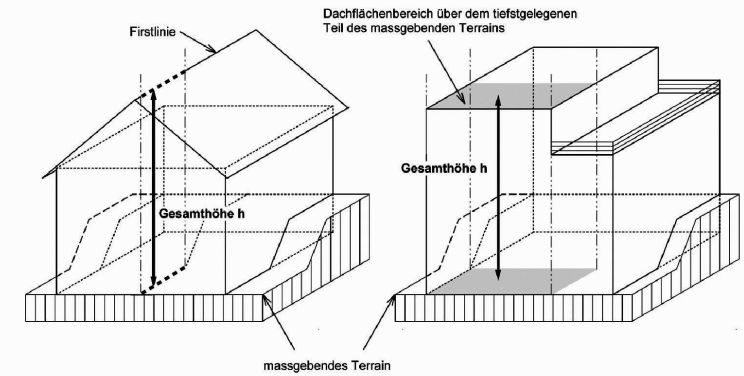 Firstlinie
Dachflächenbereich über dem tiefstgelegenen
Teil des massgebenden Terrains
Gesamthöhe h
Gesamthöhe h
massgebendes Terrain